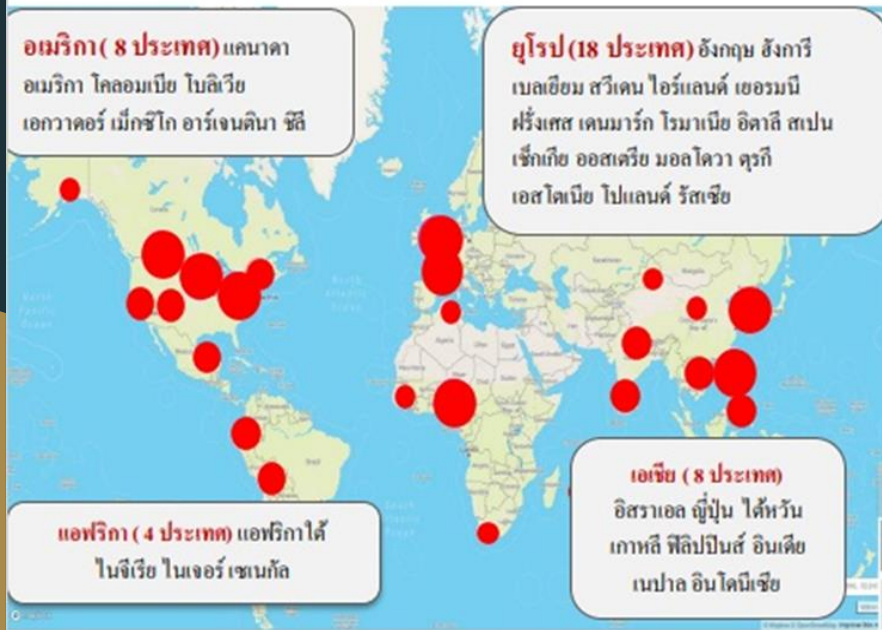 อเมริกา ( 8 ประเทศ) แคนาดา
อเมริกา โคลอมเบีย โบลิเวีย
เอกวาดอร์ เม็กซิโก อาร์เจนตินา ชิลี
ยุโรป (18 ประเทศ) อังกฤษ ฮังการี
เบลเยียม สวีเดน ไอร์แลนด์ เยอรมนี
ฝรั่งเศส เดนมาร์ก โรมาเนีย อิตาลี สเปน
เช็กเกีย ออสเตรีย มอลโดวา ตุรกี
เอสโตเนีย โปแลนด์ รัสเซีย
แอฟริกา ( 4 ประเทศ) แอฟริกาใต้
ไนจีเรีย ไนเจอร์ เซเนกัล
เอเชีย ( 8 ประเทศ)
อิสราเอล ญี่ปุ่น ไต้หวัน
เกาหลี ฟิลิปปินส์ อินเดีย
เนปาล อินโดนีเซีย